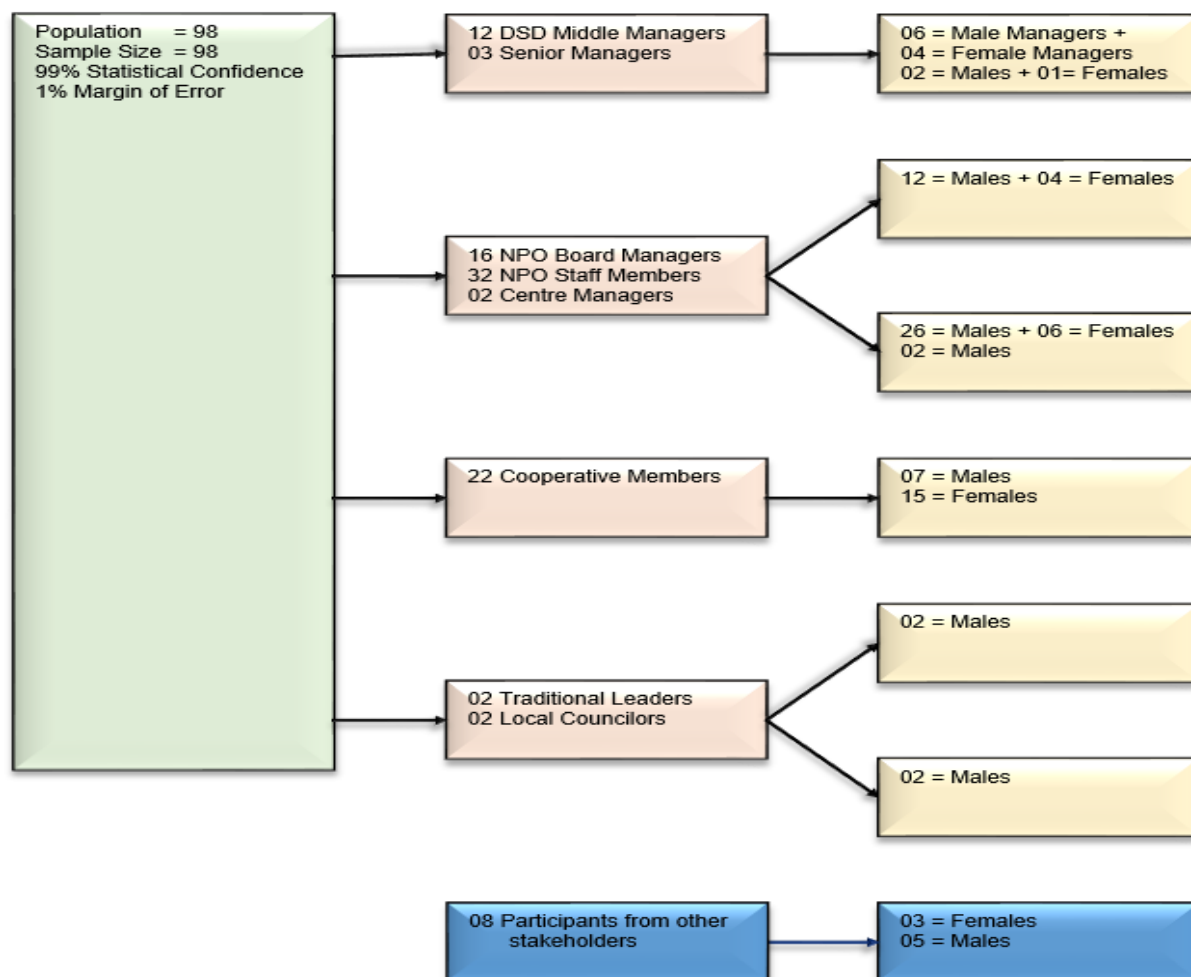 Population = 98
Sample Size = 98
99% Statistical Confidence
1% Margin of Error
12 DSD Middle Managers
03 Senior Managers
06 = Male Managers +
04 = Female Managers
02 = Males + 01= Females
16 NPO Board Managers
32 NPO Staff Members
02 Centre Managers
12 = Males + 04 = Females
26 = Males + 06 = Females
02 = Males
22 Cooperative Members
07 = Males
15 = Females
02 Traditional Leaders
02 Local Councilors
02 = Males
02 = Males
08 Participants from other
stakeholders
03 = Females
05 = Males